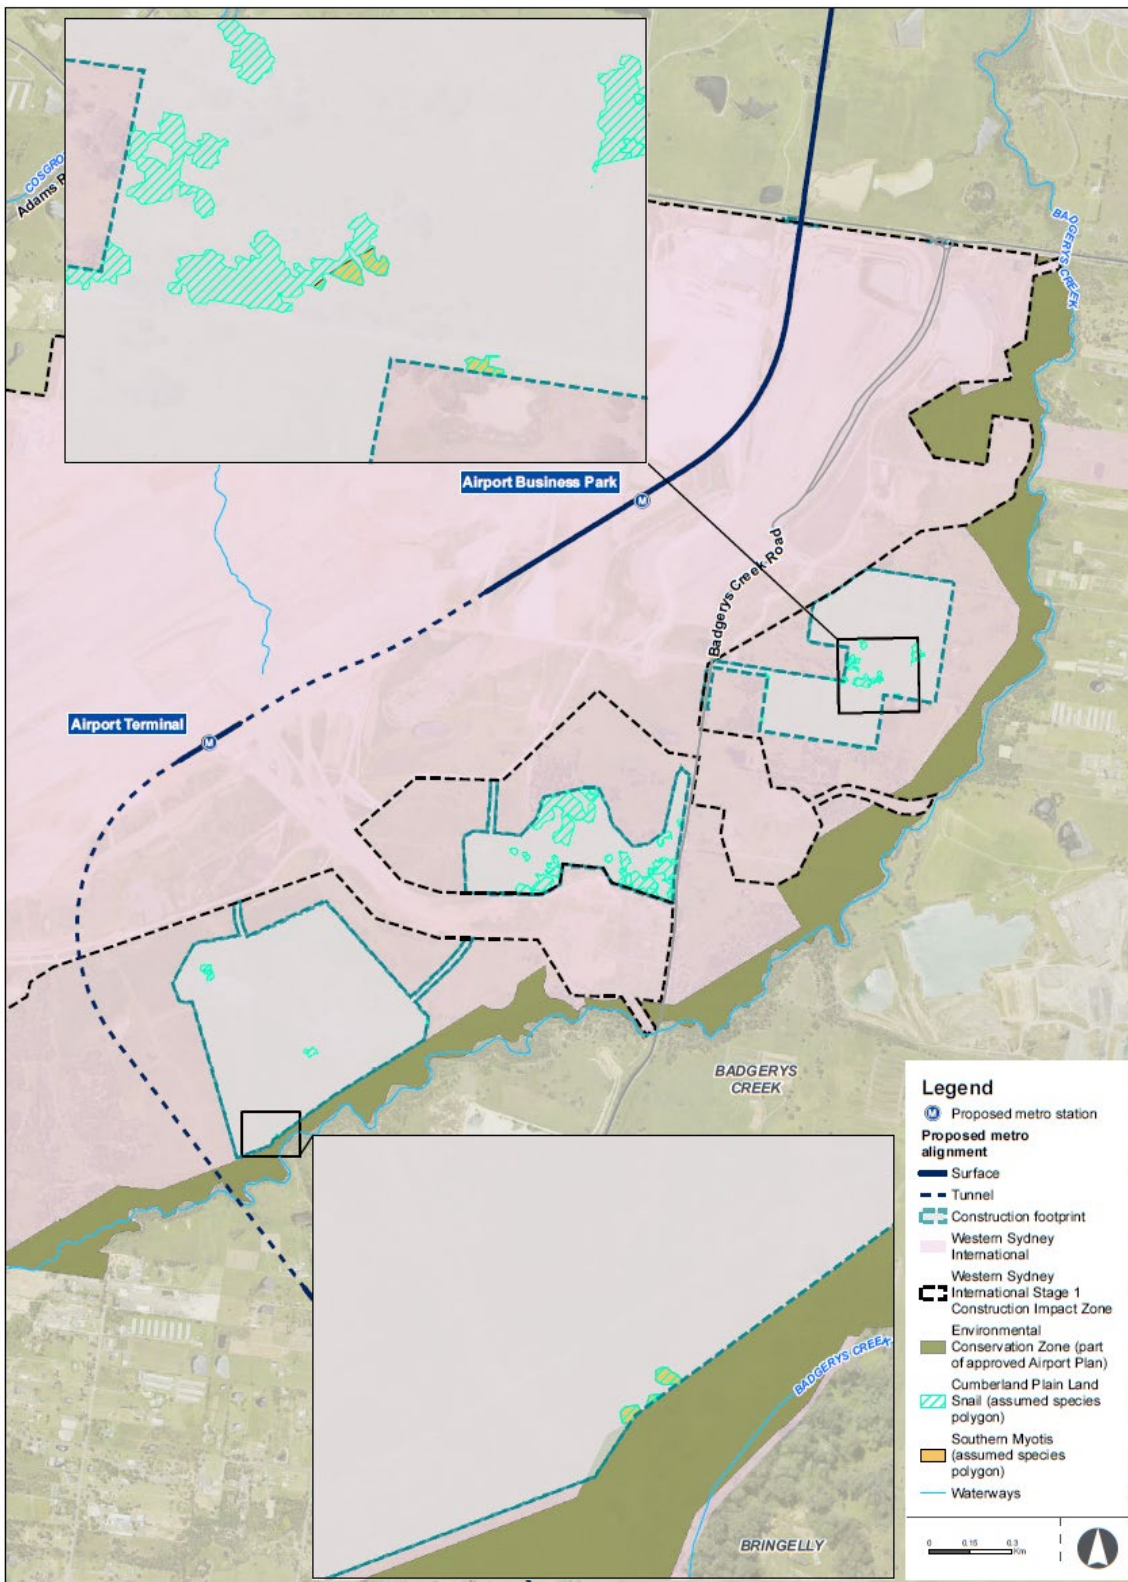 COSGRO
Adams R
BADGERYS CREEK
Airport Business Park
M
Badgerys Creek Road
Airport Terminal
M
BADGERYS
CREEK
BADGERYS CREEK
BRINGELLY
Legend
M Proposed metro station
Proposed metro
alignment
Surface
Tunnel
Construction footprint
Western Sydney
International
Western Sydney
International Stage 1
Construction Impact Zone
Environmental
Conservation Zone (part
of approved Airport Plan)
Cumberland Plain Land
Snail (assumed species
polygon)
Southern Myotis
(assumed species
polygon)
Waterways
0 0.15 0.3
Km